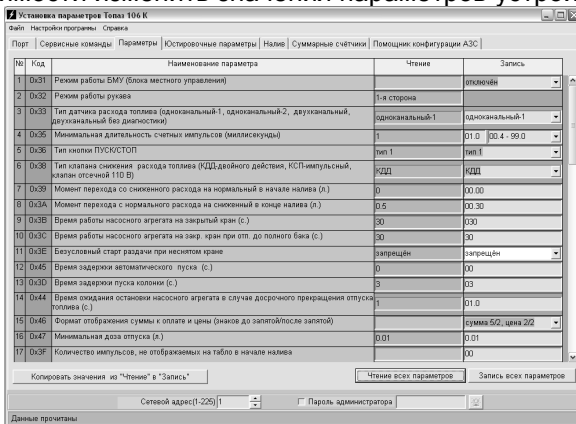 Установка параметров Топаз 106 К
Файл Настройки программы Справка
Порт Сервисные команды Параметры Юстировочные параметры Налив Суммарные счётчики Помощник конфигурации АЗС
№ Код Наименование параметра Чтение Запись
1 0x31 Режим работы БМУ (блока местного управления) отключён
2 0x32 Режим работы рукава 1-я сторона
3 0x33 Тип датчика расхода топлива (одноканальный-1, одноканальный-2, двухканальный, двухканальный без диагностики) одноканальный-1 одноканальный-1
4 0x35 Минимальная длительность счетных импульсов (миллисекунды) 1 01.0 00.4 - 99.0
5 0x36 Тип кнопки ПУСК/СТОП тип 1 тип 1
6 0x38 Тип клапана снижения расхода топлива (КДД-двойного действия, КСП-импульсный, клапан отсечной 110 В) КДД КДД
7 0x39 Момент перехода со сниженного расхода на нормальный в начале налива (л.) 0 00.00
8 0x3A Момент перехода с нормального расхода на сниженный в конце налива (л.) 0.5 00.30
9 0x3B Время работы насосного агрегата на закрытый кран (с.) 30 030
10 0x3C Время работы насосного агрегата на закр. кран при отп. до полного бака (с.) 30 30
11 0x3E Безусловный старт раздачи при неснятом кране запрещён запрещён
12 0x45 Время задержки автоматического пуска (с.) 0 00
13 0x3D Время задержки пуска колонки (с.) 3 03
14 0x44 Время ожидания остановки насосного агрегата в случае досрочного прекращения отпуска топлива (с.) 1 01.0
15 0x46 Формат отображения суммы к оплате и цены (знаков до запятой/после запятой) сумма 5/2, цена 2/2
16 0x47 Минимальная доза отпуска (л.) 0.01 0.01
17 0x3F Количество импульсов, не отображаемых на табло в начале налива 00
Копировать значения из "Чтение" в "Запись" Чтение всех параметров Запись всех параметров
Сетевой адрес(1-225) 1 Пароль администратора
Данные прочитаны